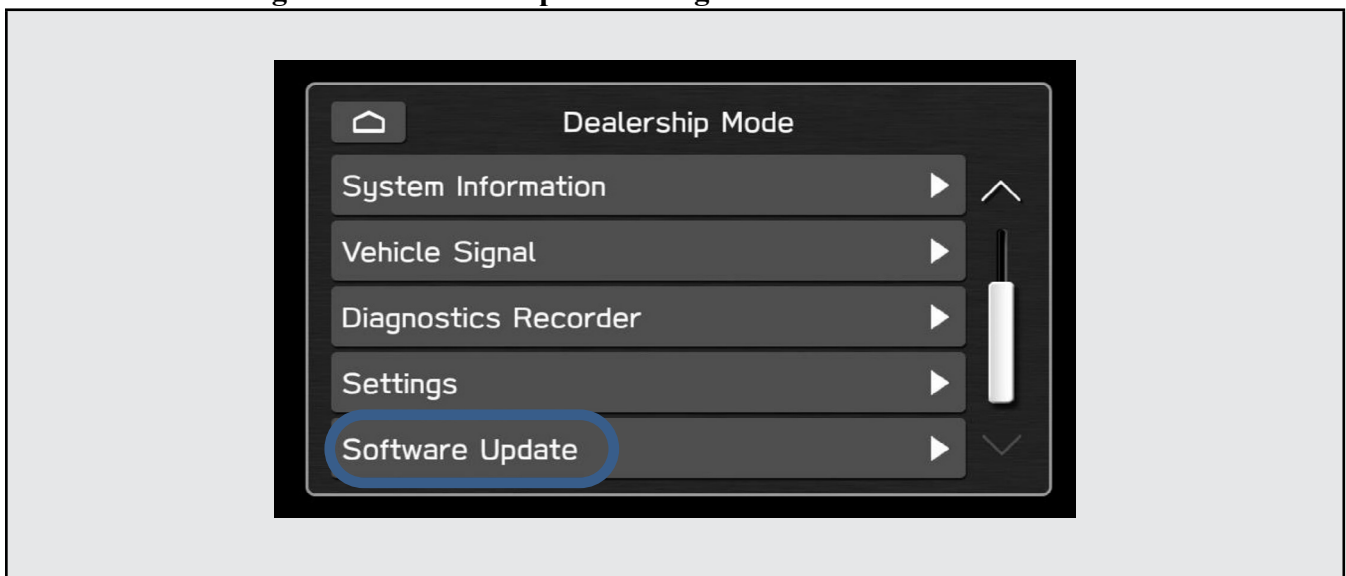 Dealership Mode
System Information
Vehicle Signal
Diagnostics Recorder
Settings
Software Update